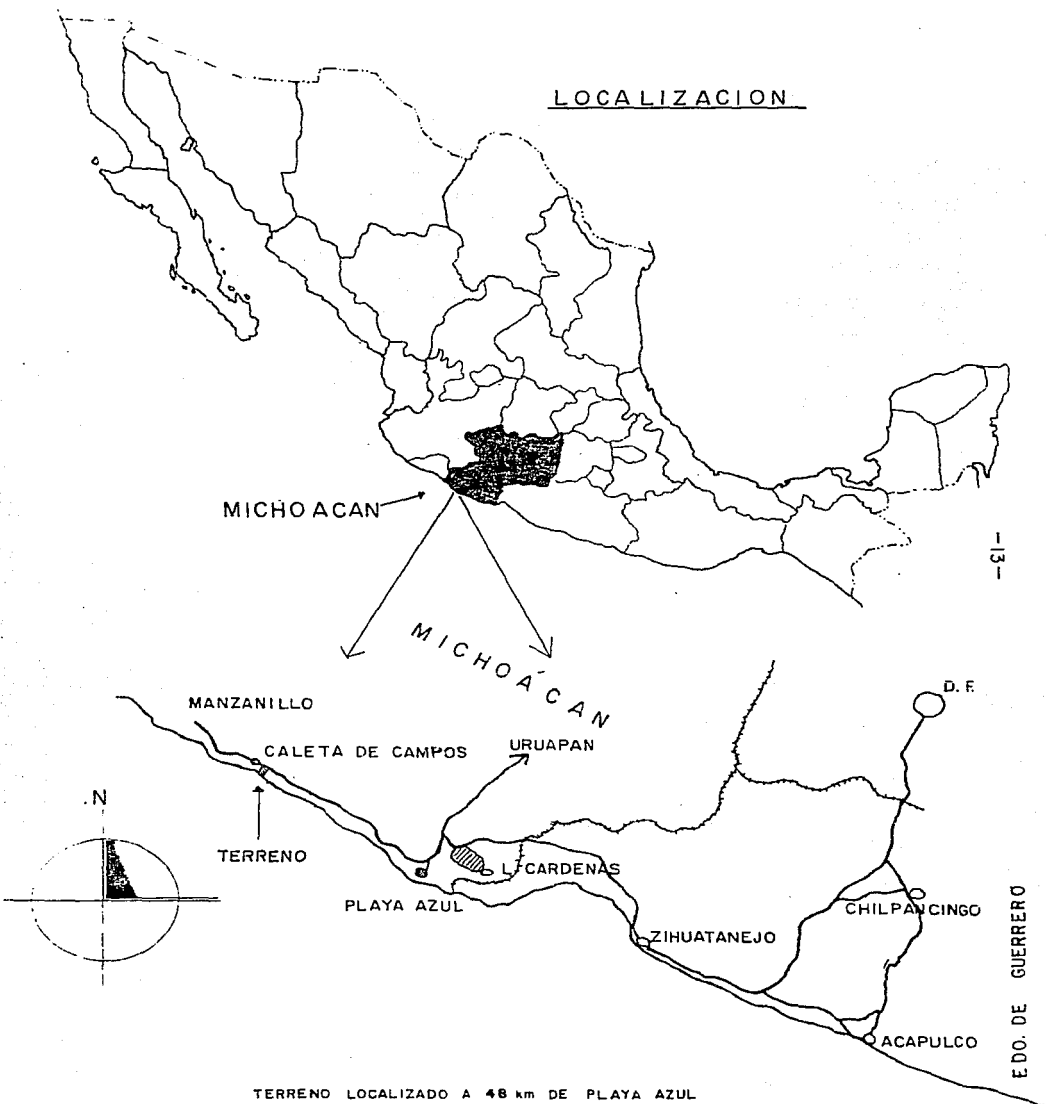 LOCALIZACION
MICHOACAN
-13-
MICHOÁCAN
D.F.
MANZANILLO
CALETA DE CAMPOS
URUAPAN
N
TERRENO
L. CARDENAS
PLAYA AZUL
CHILPANCINGO
ZIHUATANEJO
EDO. DE GUERRERO
ACAPULCO
TERRENO LOCALIZADO A 48 km DE PLAYA AZUL